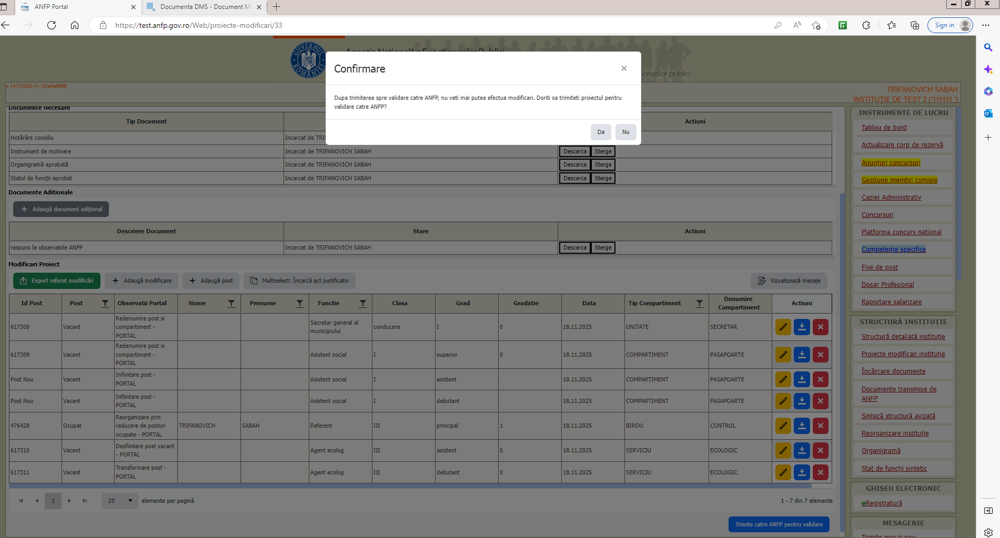 ANFP Portal
Documenta DMS - Document Ma
https://test.anfp.gov.ro/Web/proiecte-modificari/33
Sign in
GUVERNUL ROMÂNIEI
Agenția Națională a Funcționarilor Publici
ionarilor publici
Confirmare
Dupa trimiterea spre validare catre ANFP, nu veti mai putea efectua modificari. Doriti sa trimiteti proiectul pentru
validare catre ANFP?
Da Nu
v.147/2025-11-12/e4d96f6
TRIFANOVICH SABAH
INSTITUȚIE DE TEST 2 ('111111 ')
Documente Necesare
Tip Document Actiuni
Hotărâre consiliu Incarcat de TRI
Instrument de motivare Incarcat de TRIFANOVICH SABAH Descarca Sterge
Organigramă aprobată Incarcat de TRIFANOVICH SABAH Descarca Sterge
Statul de funcții aprobat Incarcat de TRIFANOVICH SABAH Descarca Sterge
Documente Aditionale
Adaugă document adițional
Descriere Document Stare Actiuni
raspuns la observatiile ANFP Incarcat de TRIFANOVICH SABAH Descarca Sterge
Modificari Proiect
Export referat modificări Adaugă modificare Adaugă post Multiselect: Încarcă act justificativ Vizualizează mesaje
Id Post Post Observatii Portal Nume Prenume Functie Clasa Grad Gradatie Data Tip Compartiment Denumire Compartiment Actiuni
617308 Vacant Redenumire post si compartiment - PORTAL Secretar general al municipiului conducere I 0 18.11.2025 UNITATE SECRETAR
617309 Vacant Redenumire post si compartiment - PORTAL Asistent social I superior 0 18.11.2025 COMPARTIMENT PASAPOARTE
Post Nou Vacant Infiintare post - PORTAL Asistent social I asistent 18.11.2025 COMPARTIMENT PASAPOARTE
Post Nou Vacant Infiintare post - PORTAL Asistent social I debutant 18.11.2025 COMPARTIMENT PASAPOARTE
476428 Ocupat Reorganizare prin reducere de posturi ocupate - PORTAL TRIFANOVICH SABAH Referent III principal 1 18.11.2025 BIROU CONTROL
617310 Vacant Desfiintare post vacant - PORTAL Agent ecolog III asistent 0 18.11.2025 SERVICIU ECOLOGIC
617311 Vacant Transformare post - PORTAL Agent ecolog III debutant 0 18.11.2025 SERVICIU ECOLOGIC
1 25 elemente per pagină 1 - 7 din 7 elemente
Trimite catre ANFP pentru validare
INSTRUMENTE DE LUCRU
Tablou de bord
Actualizare corp de rezervă
Anunțuri concursuri
Gestiune membri comisie
Cazier Administrativ
Concursuri
Platforma concurs national
Competențe specifice
Fișe de post
Dosar Profesional
Raportare salarizare
STRUCTURĂ INSTITUȚIE
Structură detaliată instituție
Proiecte modificari instituție
Încărcare documente
Documente transmise de
ANFP
Sinteză structură avizată
Reorganizare instituție
Organigramă
Ștat de funcții sintetic
GHIȘEU ELECTRONIC
eRegistratură
MESAGERIE
Trimite mesaj nou